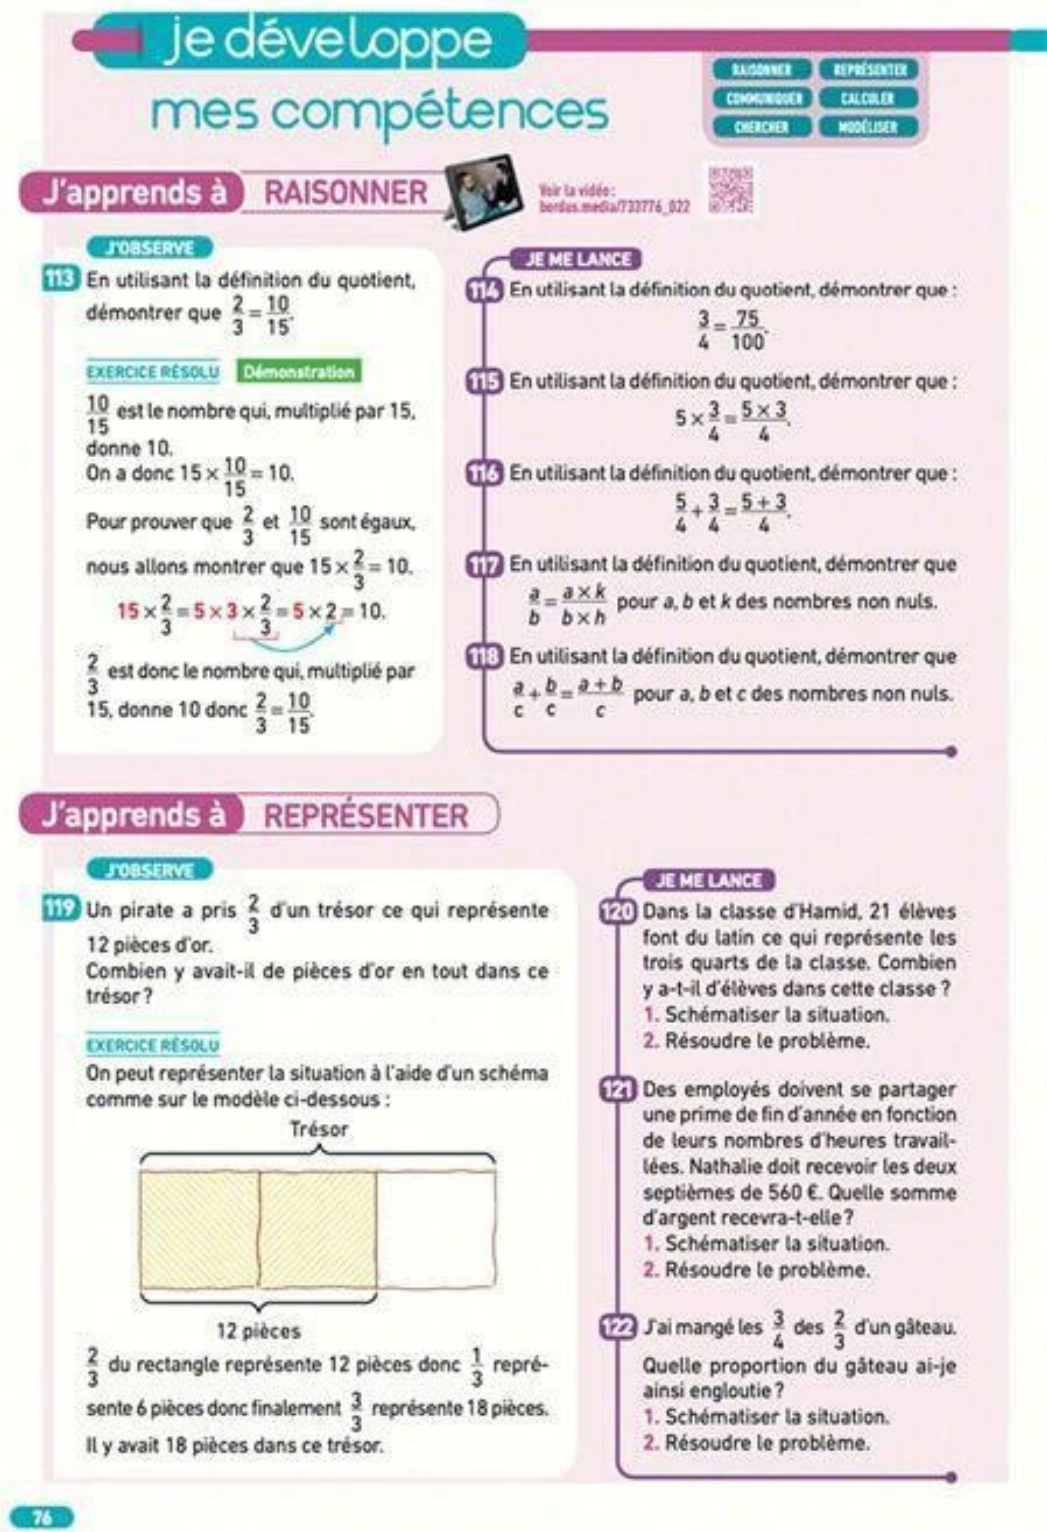 je développe
mes compétences
RAISONNER REPRÉSENTER
COMMUNIQUER CALCULER
CHERCHER MODÉLISER
J'apprends à RAISONNER
Voir la vidéo :
bordas.media/733776_022
J'OBSERVE
113 En utilisant la définition du quotient,
démontrer que 2/3 = 10/15.
EXERCICE RÉSOLU Démonstration
10/15 est le nombre qui, multiplié par 15,
donne 10.
On a donc 15 × 10/15 = 10.
Pour prouver que 2/3 et 10/15 sont égaux,
nous allons montrer que 15 × 2/3 = 10.
15 × 2/3 = 5 × 3 × 2/3 = 5 × 2 = 10.
2/3 est donc le nombre qui, multiplié par
15, donne 10 donc 2/3 = 10/15.
JE ME LANCE
114 En utilisant la définition du quotient, démontrer que :
3/4 = 75/100.
115 En utilisant la définition du quotient, démontrer que :
5 × 3/4 = 5 × 3/4.
116 En utilisant la définition du quotient, démontrer que :
5/4 + 3/4 = 5 + 3/4.
117 En utilisant la définition du quotient, démontrer que
a/b = a × k/b × h pour a, b et k des nombres non nuls.
118 En utilisant la définition du quotient, démontrer que
a/c + b/c = a + b/c pour a, b et c des nombres non nuls.
J'apprends à REPRÉSENTER
J'OBSERVE
119 Un pirate a pris 2/3 d'un trésor ce qui représente
12 pièces d'or.
Combien y avait-il de pièces d'or en tout dans ce
trésor ?
EXERCICE RÉSOLU
On peut représenter la situation à l'aide d'un schéma
comme sur le modèle ci-dessous :
Trésor
12 pièces
2/3 du rectangle représente 12 pièces donc 1/3 repré-
sente 6 pièces donc finalement 3/3 représente 18 pièces.
Il y avait 18 pièces dans ce trésor.
JE ME LANCE
120 Dans la classe d'Hamid, 21 élèves
font du latin ce qui représente les
trois quarts de la classe. Combien
y a-t-il d'élèves dans cette classe ?
1. Schématiser la situation.
2. Résoudre le problème.
121 Des employés doivent se partager
une prime de fin d'année en fonction
de leurs nombres d'heures travail-
lées. Nathalie doit recevoir les deux
septièmes de 560 €. Quelle somme
d'argent recevra-t-elle ?
1. Schématiser la situation.
2. Résoudre le problème.
122 J'ai mangé les 3/4 des 2/3 d'un gâteau.
Quelle proportion du gâteau ai-je
ainsi engloutie ?
1. Schématiser la situation.
2. Résoudre le problème.
76